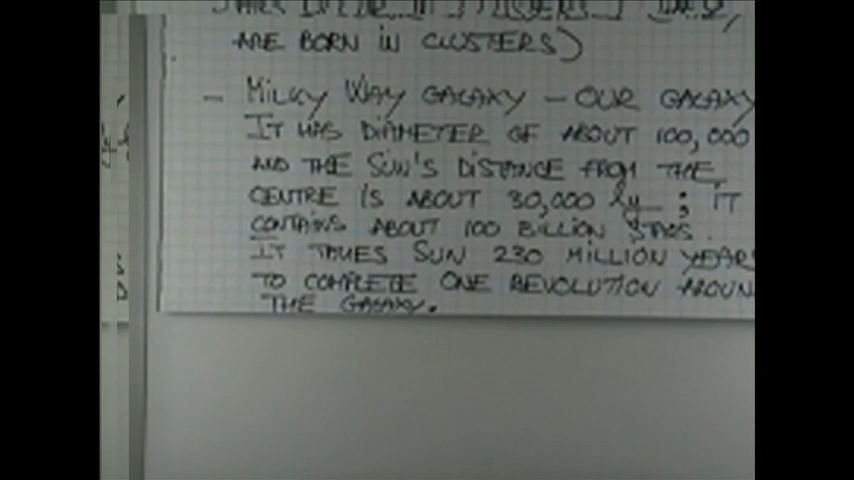 ARE BORN IN CLUSTERS)
- MILKY WAY GALAXY - OUR GALAXY
IT HAS DIAMETER OF ABOUT 100,000
AND THE SUN'S DISTANCE FROM THE
CENTRE IS ABOUT 30,000 ly ; IT
CONTAINS ABOUT 100 BILLION STARS.
IT TAKES SUN 230 MILLION YEARS
TO COMPLETE ONE REVOLUTION AROUN
THE GALAXY.